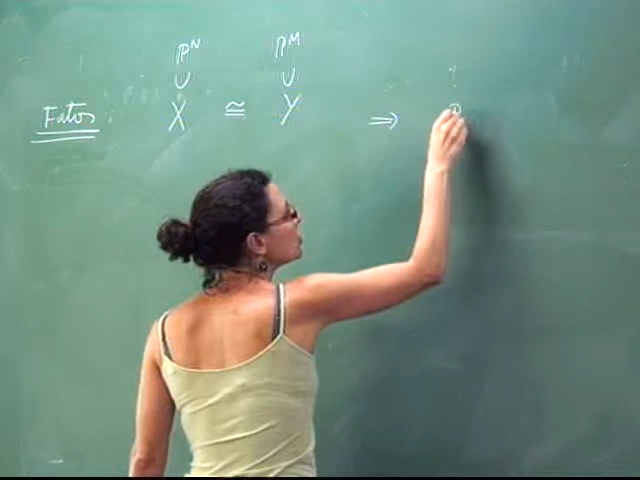 ℙᴺ ℙᴹ
∪ ∪
Fatos: X ≅ Y ⇒